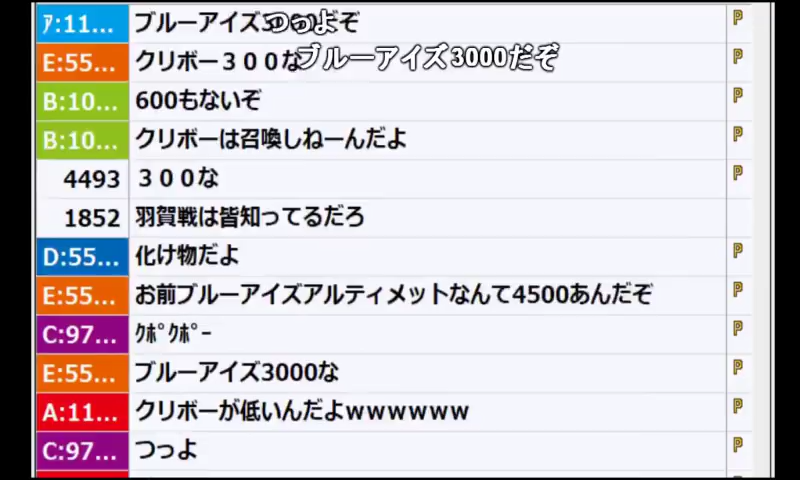 ｱ:11... ブルーアイズ3000だぞ P
つっよ
E:55... クリボー３００な P
ブルーアイズ3000だぞ
B:10... 600もないぞ P
B:10... クリボーは召喚しねーんだよ P
4493 ３００な P
1852 羽賀戦は皆知ってるだろ
D:55... 化け物だよ P
E:55... お前ブルーアイズアルティメットなんて4500あんだぞ P
C:97... ｸﾎﾟｸﾎﾟｰ P
E:55... ブルーアイズ3000な P
A:11... クリボーが低いんだよwwwwww P
C:97... つっよ P